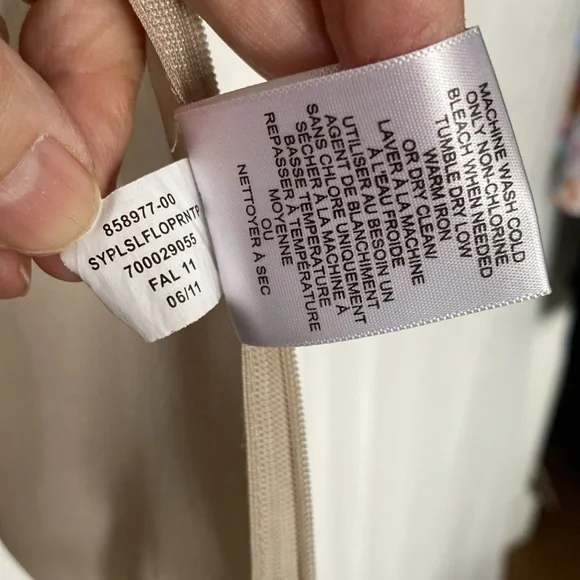 858977-00
SYPLSLFLOPRNTP
700029055
FAL 11
06/11
MACHINE WASH COLD
ONLY NON-CHLORINE
BLEACH WHEN NEEDED
TUMBLE DRY LOW
WARM IRON
OR DRY CLEAN/
LAVER À LA MACHINE
À L'EAU FROIDE
UTILISER AU BESOIN UN
AGENT DE BLANCHIMENT
SANS CHLORE UNIQUEMENT
SÉCHER À LA MACHINE À
BASSE TEMPÉRATURE
REPASSER À TEMPÉRATURE
MOYENNE
OU
NETTOYER À SEC